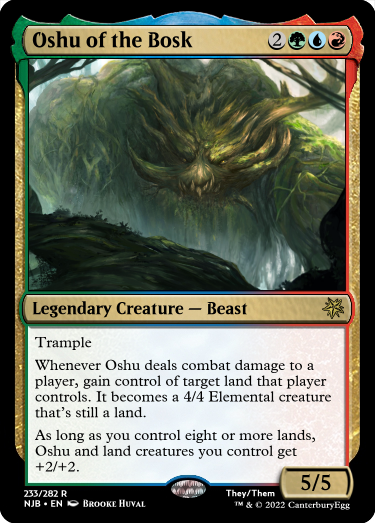 Oshu of the Bosk 2
Legendary Creature — Beast
Trample
Whenever Oshu deals combat damage to a
player, gain control of target land that player
controls. It becomes a 4/4 Elemental creature
that's still a land.
As long as you control eight or more lands,
Oshu and land creatures you control get
+2/+2.
5/5
233/282 R
NJB • EN Brooke Huval
They/Them
™ & © 2022 CanterburyEgg